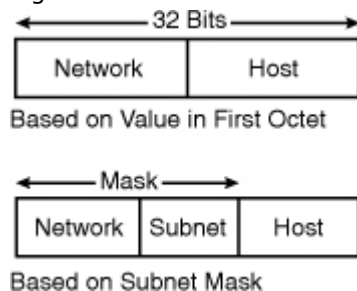 32 Bits
Network Host
Based on Value in First Octet
Mask
Network Subnet Host
Based on Subnet Mask